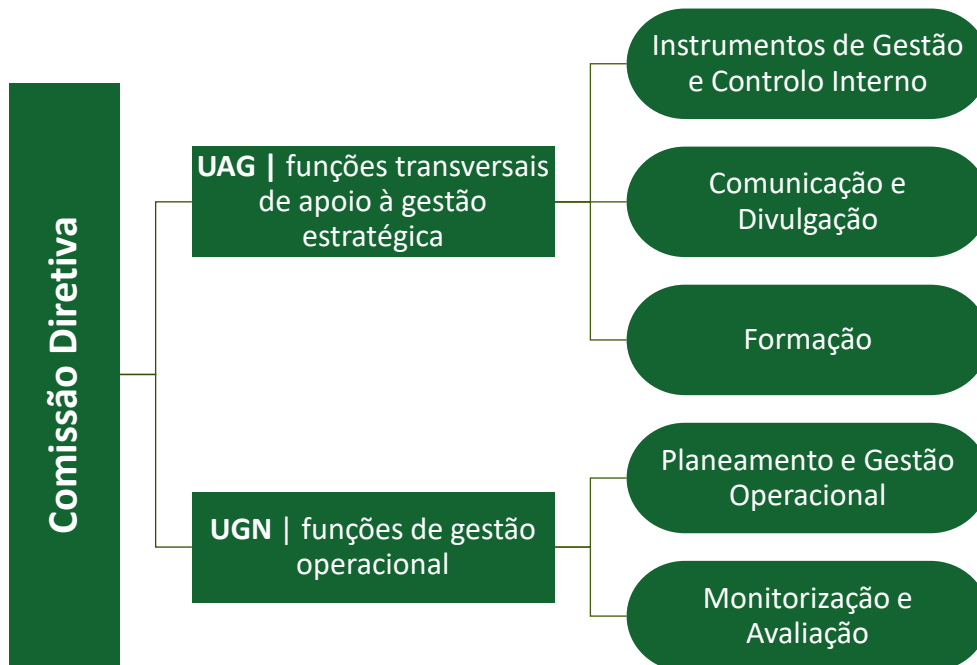 Comissão Diretiva
UAG | funções transversais
de apoio à gestão
estratégica
Instrumentos de Gestão
e Controlo Interno
Comunicação e
Divulgação
Formação
UGN | funções de gestão
operacional
Planeamento e Gestão
Operacional
Monitorização e
Avaliação